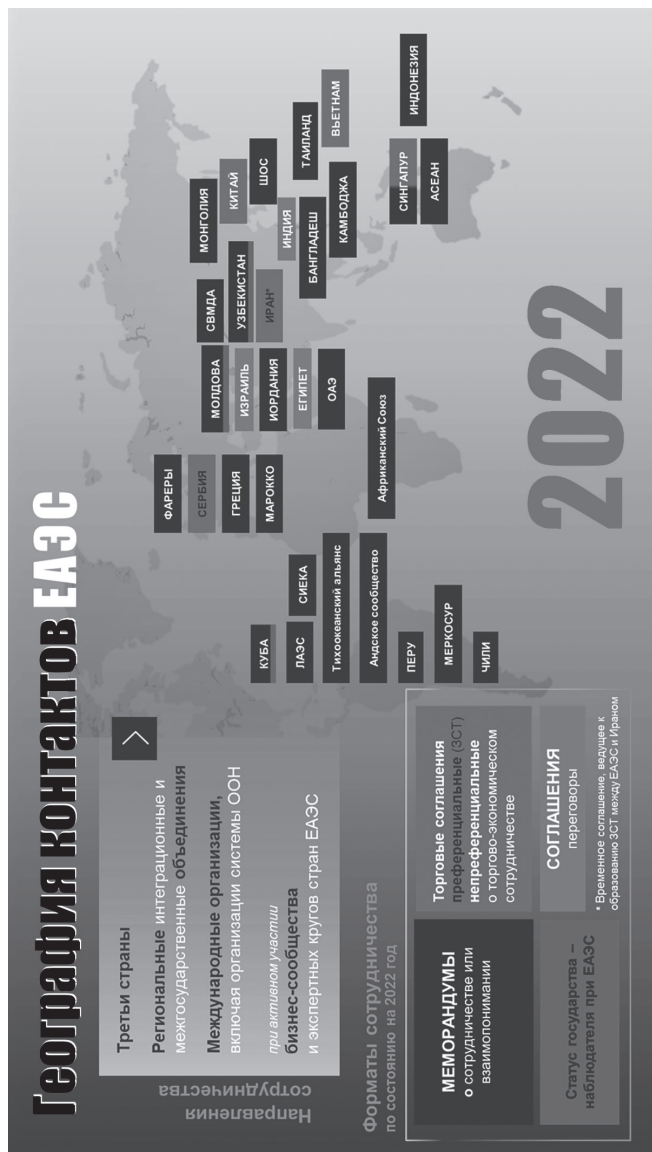 География контактов ЕАЭС
Направления
сотрудничества
Третьи страны
Региональные интеграционные и
межгосударственные объединения
Международные организации,
включая организации системы ООН
при активном участии
бизнес-сообщества
и экспертных кругов стран ЕАЭС
Форматы сотрудничества
по состоянию на 2022 год
МЕМОРАНДУМЫ
о сотрудничестве или
взаимопонимании
Статус государства –
наблюдателя при ЕАЭС
Торговые соглашения
преференциальные (ЗСТ)
непреференциальные
о торгово-экономическом
сотрудничестве
СОГЛАШЕНИЯ
переговоры
* Временное соглашение, ведущее к
образованию ЗСТ между ЕАЭС и Ираном
КУБА
ЛАЭС
СИЕКА
Тихоокеанский альянс
Андское сообщество
ПЕРУ
МЕРКОСУР
ЧИЛИ
ФАРЕРЫ
СЕРБИЯ
ГРЕЦИЯ
МАРОККО
Африканский Союз
МОЛДОВА
ИЗРАИЛЬ
ИОРДАНИЯ
ЕГИПЕТ
ОАЭ
СВМДА
УЗБЕКИСТАН
ИРАН*
МОНГОЛИЯ
КИТАЙ
ШОС
ИНДИЯ
БАНГЛАДЕШ
КАМБОДЖА
ТАИЛАНД
ВЬЕТНАМ
СИНГАПУР
АСЕАН
ИНДОНЕЗИЯ
2022